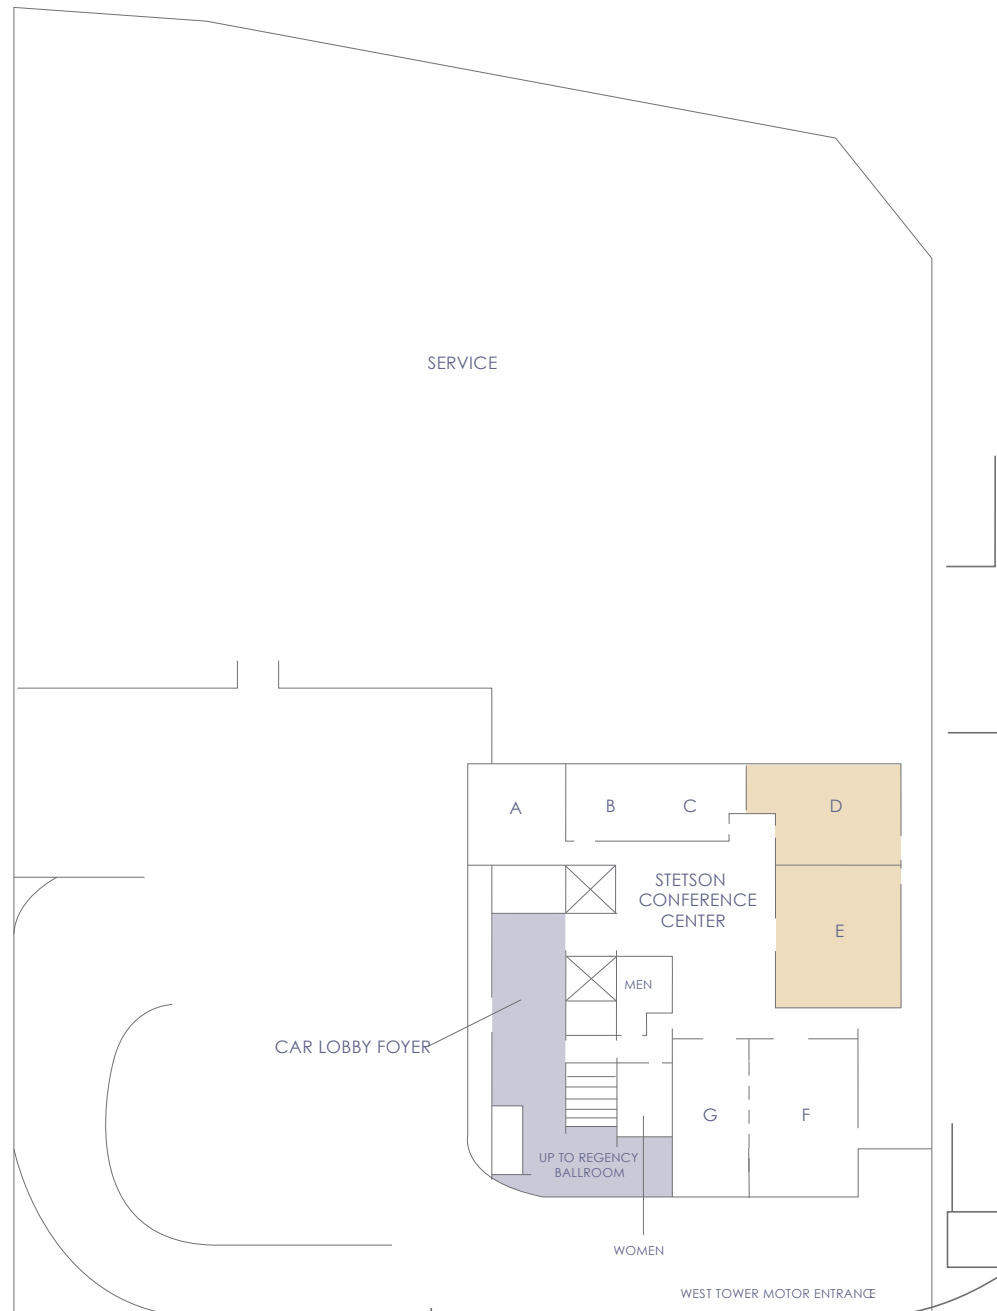 SERVICE
A
B
C
D
STETSON
CONFERENCE
CENTER
E
MEN
CAR LOBBY FOYER
G
F
UP TO REGENCY
BALLROOM
WOMEN
WEST TOWER MOTOR ENTRANCE